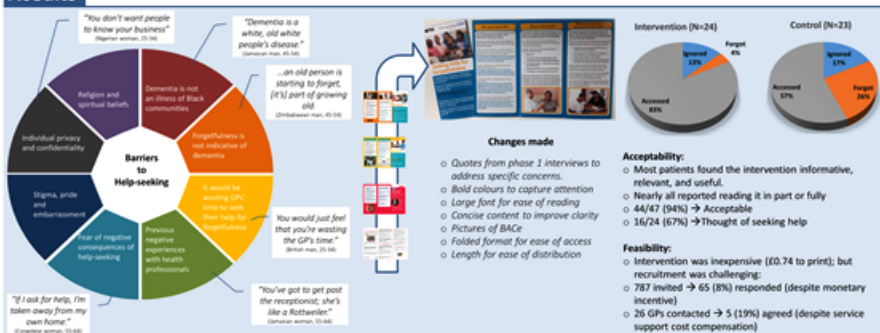 Results
"You don't want people
to know your business"
(Nigerian woman, 25-34)
"Dementia is a
white, old white
people's disease."
(Jamaican man, 45-54)
...an old person is
starting to forget,
[it's] part of growing
old.
(Zimbabwean man, 45-54)
You would just feel
that you're wasting
the GP's time."
(British man, 25-34)
"You've got to get past
the receptionist; she's
like a Rottweiler."
(Jamaican woman, 55-64)
"If I ask for help, I'm
taken away from my
own home."
(Congolese woman, 55-64)
Religion and
spiritual beliefs
Dementia is not
an illness of Black
communities
Forgetfulness is
not indicative of
dementia
It would be
wasting GPs'
time to seek
their help for
forgetfulness
Previous
negative
experiences
with health
professionals
Fear of negative
consequences of
help-seeking
Stigma, pride
and
embarrassment
Individual privacy
and confidentiality
Barriers
to
Help-seeking
Changes made
o Quotes from phase 1 interviews to
address specific concerns.
o Bold colours to capture attention
o Large font for ease of reading
o Concise content to improve clarity
o Pictures of BACe
o Folded format for ease of access
o Length for ease of distribution
Intervention (N=24)
Ignored
13%
Forgot
4%
Accessed
83%
Control (N=23)
Ignored
17%
Forgot
26%
Accessed
57%
Acceptability:
o Most patients found the intervention informative,
relevant, and useful.
o Nearly all reported reading it in part or fully
o 44/47 (94%) → Acceptable
o 16/24 (67%) →Thought of seeking help
Feasibility:
o Intervention was inexpensive (£0.74 to print); but
recruitment was challenging:
o 787 invited → 65 (8%) responded (despite monetary
incentive)
o 26 GPs contacted → 5 (19%) agreed (despite service
support cost compensation)